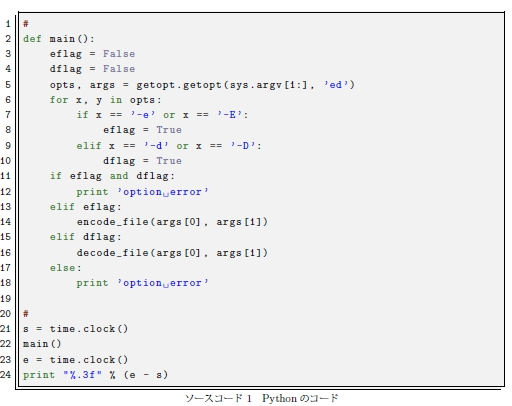 1 #
2 def main():
3     eflag = False
4     dflag = False
5     opts, args = getopt.getopt(sys.argv[1:], 'ed')
6     for x, y in opts:
7         if x == '-e' or x == '-E':
8             eflag = True
9         elif x == '-d' or x == '-D':
10             dflag = True
11     if eflag and dflag:
12         print 'option␣error'
13     elif eflag:
14         encode_file(args[0], args[1])
15     elif dflag:
16         decode_file(args[0], args[1])
17     else:
18         print 'option␣error'
19
20 #
21 s = time.clock()
22 main()
23 e = time.clock()
24 print "%.3f" % (e - s)
ソースコード 1 Python のコード